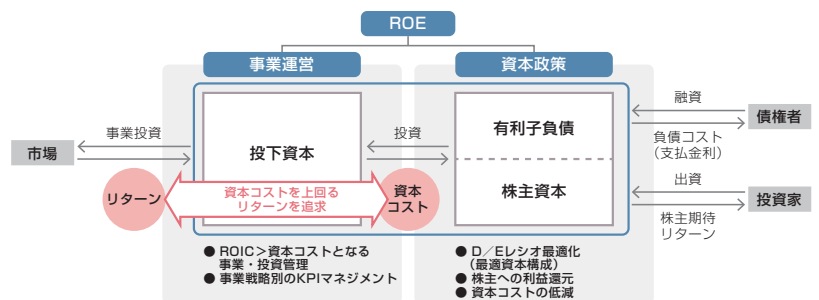 ROE
事業運営
資本政策
市場
事業投資
投下資本
投資
有利子負債
株主資本
融資
債権者
負債コスト
(支払金利)
出資
投資家
株主期待
リターン
リターン
資本コストを上回る
リターンを追求
資本
コスト
● ROIC＞資本コストとなる
事業・投資管理
● 事業戦略別のKPIマネジメント
● D／Eレシオ最適化
（最適資本構成）
● 株主への利益還元
● 資本コストの低減